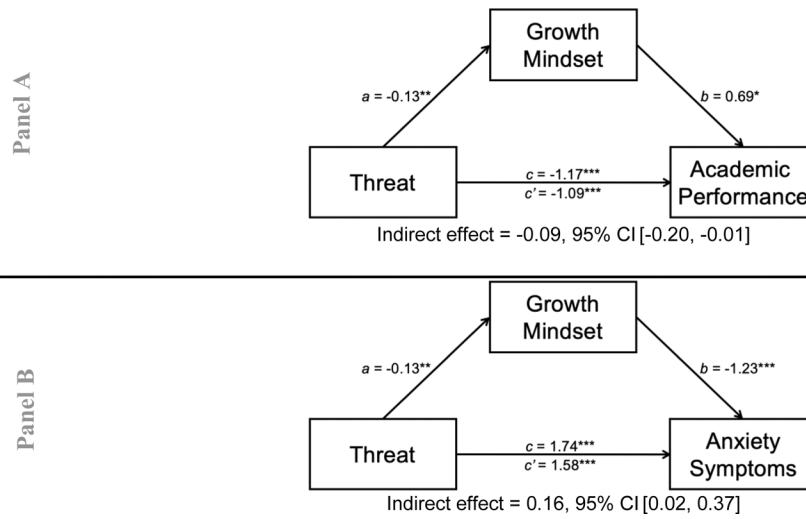 Panel A
Growth
Mindset
a = -0.13**
b = 0.69*
Threat
c = -1.17***
c' = -1.09***
Academic
Performance
Indirect effect = -0.09, 95% CI [-0.20, -0.01]
Panel B
Growth
Mindset
a = -0.13**
b = -1.23***
Threat
c = 1.74***
c' = 1.58***
Anxiety
Symptoms
Indirect effect = 0.16, 95% CI [0.02, 0.37]